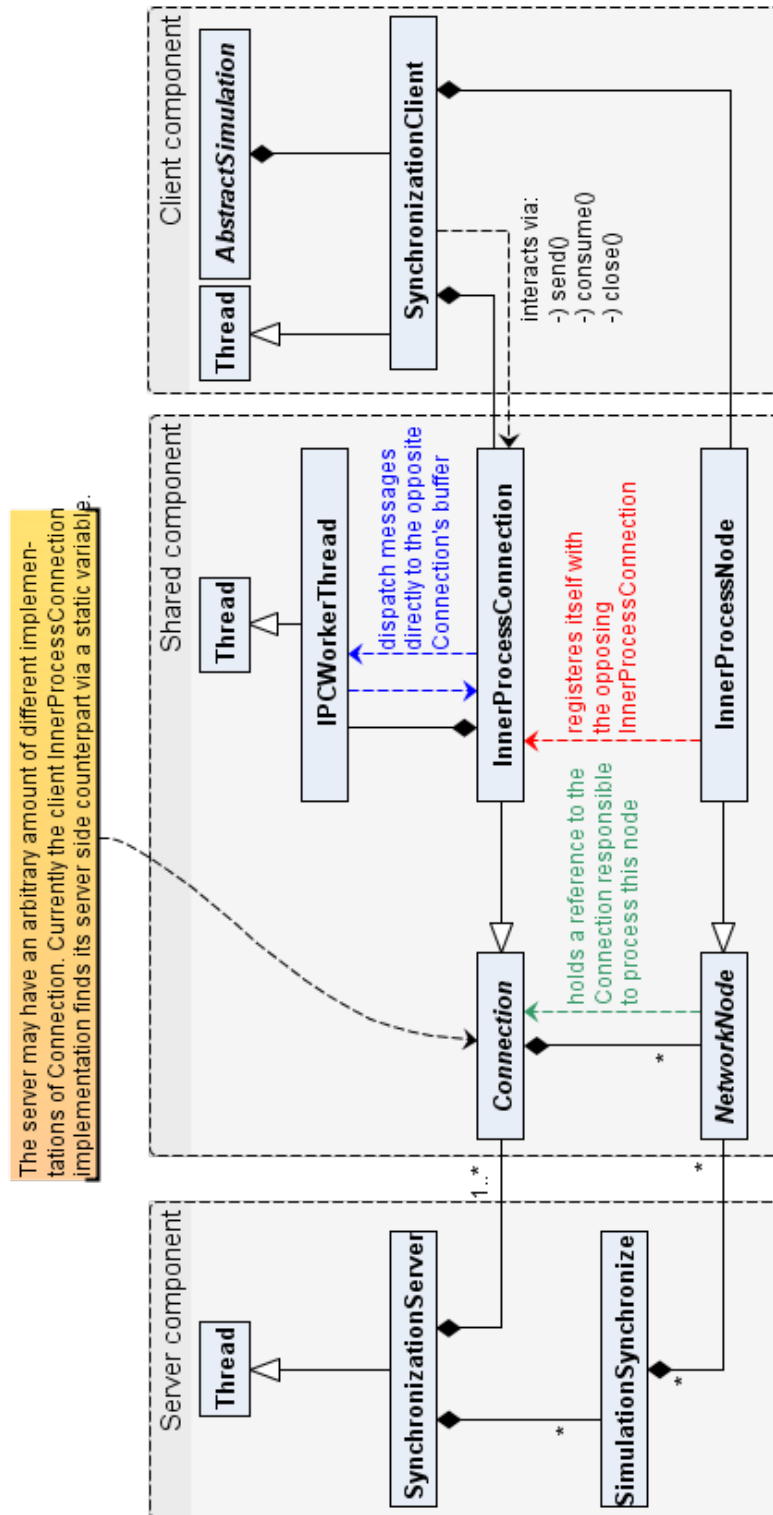 The server may have an arbitrary amount of different implemen-
tations of Connection. Currently the client InnerProcessConnection
implementation finds its server side counterpart via a static variable.
Server component
Thread
SynchronizationServer
*
SimulationSynchronize
*
1..*
*
Shared component
Thread
IPCWorkerThread
dispatch messages
directly to the opposite
Connection's buffer
Connection
InnerProcessConnection
*
holds a reference to the
Connection responsible
to process this node
registeres itself with
the opposing
InnerProcessConnection
NetworkNode
InnerProcessNode
Client component
Thread
AbstractSimulation
SynchronizationClient
interacts via:
-) send()
-) consume()
-) close()